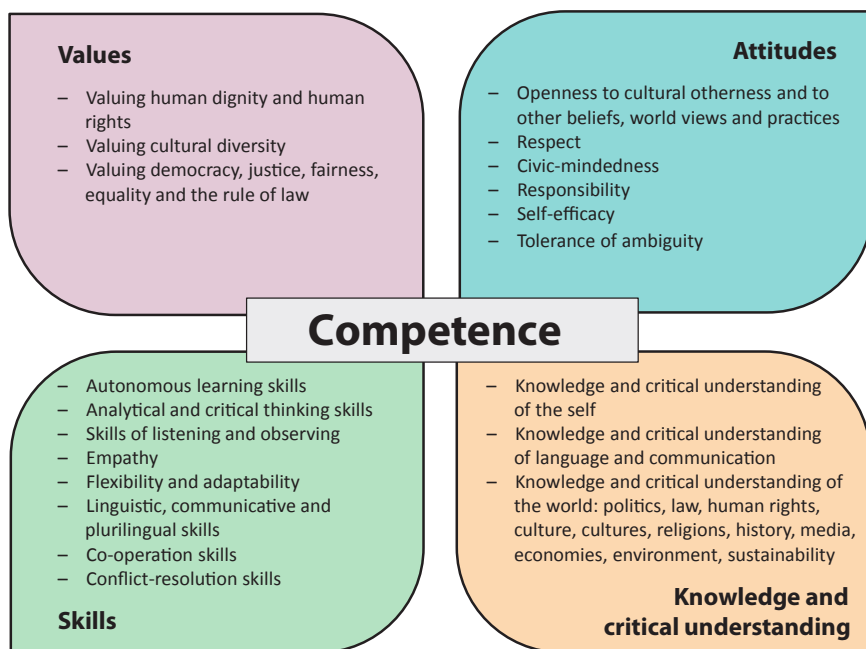 Values
– Valuing human dignity and human
rights
– Valuing cultural diversity
– Valuing democracy, justice, fairness,
equality and the rule of law
Attitudes
– Openness to cultural otherness and to
other beliefs, world views and practices
– Respect
– Civic-mindedness
– Responsibility
– Self-efficacy
– Tolerance of ambiguity
Competence
– Autonomous learning skills
– Analytical and critical thinking skills
– Skills of listening and observing
– Empathy
– Flexibility and adaptability
– Linguistic, communicative and
plurilingual skills
– Co-operation skills
– Conflict-resolution skills
Skills
– Knowledge and critical understanding
of the self
– Knowledge and critical understanding
of language and communication
– Knowledge and critical understanding of
the world: politics, law, human rights,
culture, cultures, religions, history, media,
economies, environment, sustainability
Knowledge and
critical understanding